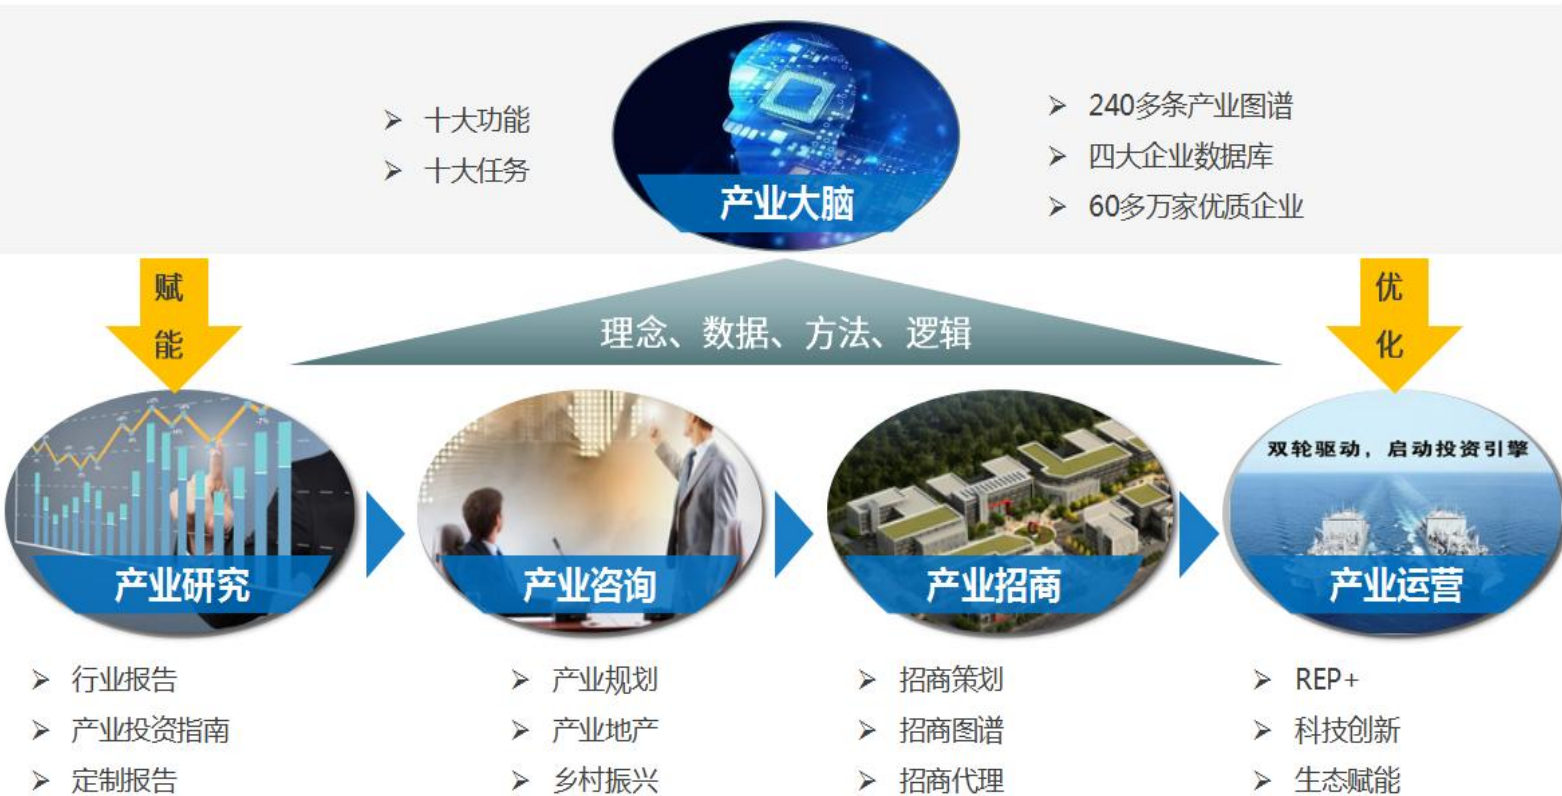 十大功能
十大任务
产业大脑
240多条产业图谱
四大企业数据库
60多万家优质企业
赋
能
理念、数据、方法、逻辑
优
化
双轮驱动，启动投资引擎
产业研究
产业咨询
产业招商
产业运营
行业报告
产业投资指南
定制报告
产业规划
产业地产
乡村振兴
招商策划
招商图谱
招商代理
REP+
科技创新
生态赋能